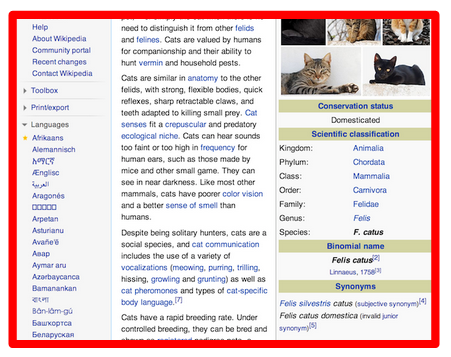 Help
About Wikipedia
Community portal
Recent changes
Contact Wikipedia
Toolbox
Print/export
Languages
Afrikaans
Alemannisch
አማርኛ
Ænglisc
العربية
Aragonés
Arpetan
Asturianu
Avañe'ẽ
Авар
Aymar aru
Azərbaycanca
Bamanankan
বাংলা
Bân-lâm-gú
Башҡортса
Беларуская
need to distinguish it from other felids
and felines. Cats are valued by humans
for companionship and their ability to
hunt vermin and household pests.
Cats are similar in anatomy to the other
felids, with strong, flexible bodies, quick
reflexes, sharp retractable claws, and
teeth adapted to killing small prey. Cat
senses fit a crepuscular and predatory
ecological niche. Cats can hear sounds
too faint or too high in frequency for
human ears, such as those made by
mice and other small game. They can
see in near darkness. Like most other
mammals, cats have poorer color vision
and a better sense of smell than
humans.
Despite being solitary hunters, cats are a
social species, and cat communication
includes the use of a variety of
vocalizations (meowing, purring, trilling,
hissing, growling and grunting) as well as
cat pheromones and types of cat-specific
body language.[7]
Cats have a rapid breeding rate. Under
controlled breeding, they can be bred and
Conservation status
Domesticated
Scientific classification
Kingdom: Animalia
Phylum: Chordata
Class: Mammalia
Order: Carnivora
Family: Felidae
Genus: Felis
Species: F. catus
Binomial name
Felis catus[2]
Linnaeus, 1758[3]
Synonyms
Felis silvestris catus (subjective synonym)[4]
Felis catus domestica (invalid junior
synonym)[5]